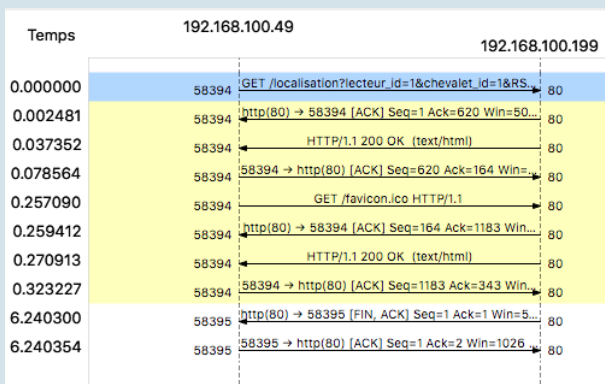 Temps 192.168.100.49 192.168.100.199
0.000000 58394 GET /localisation?lecteur_id=1&chevalet_id=1&RS... 80
0.002481 58394 http(80) → 58394 [ACK] Seq=1 Ack=620 Win=50... 80
0.037352 58394 HTTP/1.1 200 OK (text/html) 80
0.078564 58394 58394 → http(80) [ACK] Seq=620 Ack=164 Win=... 80
0.257090 58394 GET /favicon.ico HTTP/1.1 80
0.259412 58394 http(80) → 58394 [ACK] Seq=164 Ack=1183 Win... 80
0.270913 58394 HTTP/1.1 200 OK (text/html) 80
0.323227 58394 58394 → http(80) [ACK] Seq=1183 Ack=343 Win... 80
6.240300 58395 http(80) → 58395 [FIN, ACK] Seq=1 Ack=1 Win=5... 80
6.240354 58395 58395 → http(80) [ACK] Seq=1 Ack=2 Win=1026 ... 80